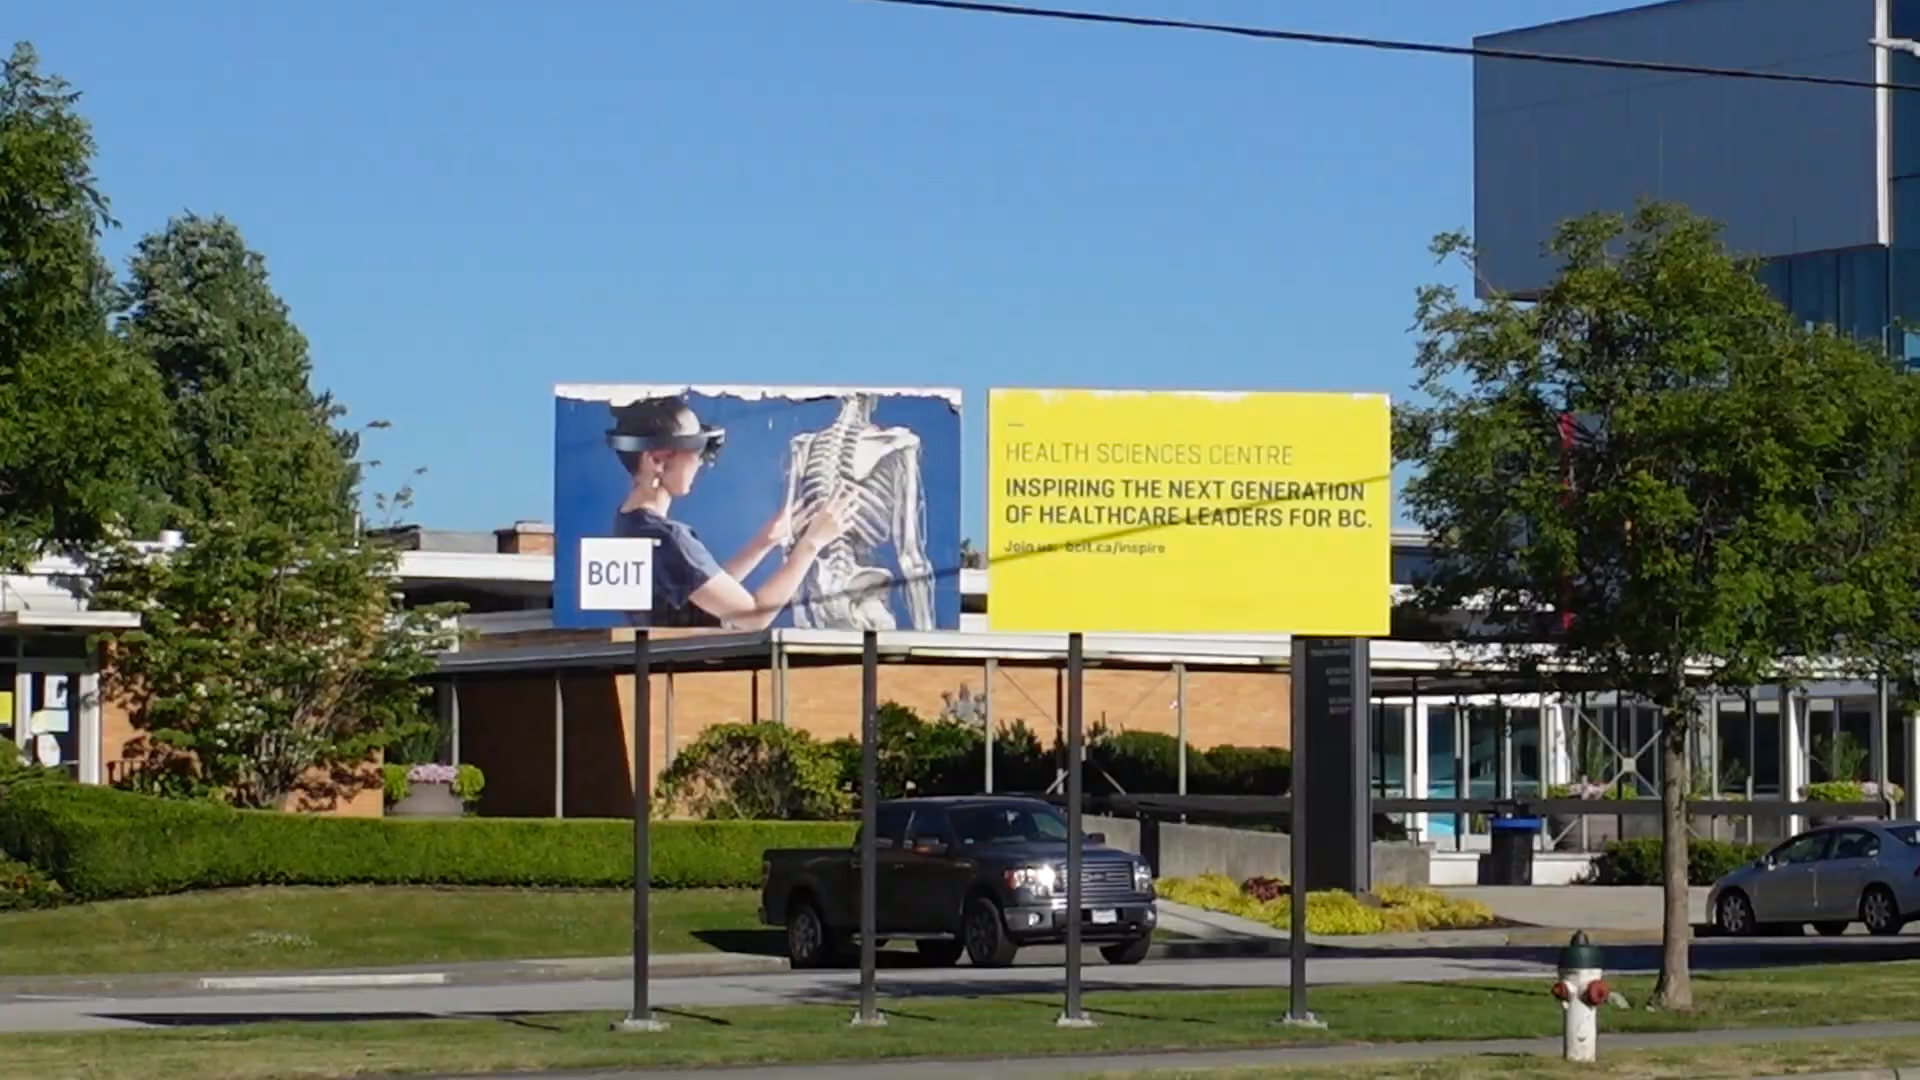 BCIT
HEALTH SCIENCES CENTRE
INSPIRING THE NEXT GENERATION
OF HEALTHCARE LEADERS FOR BC.
Join us: bcit.ca/inspire